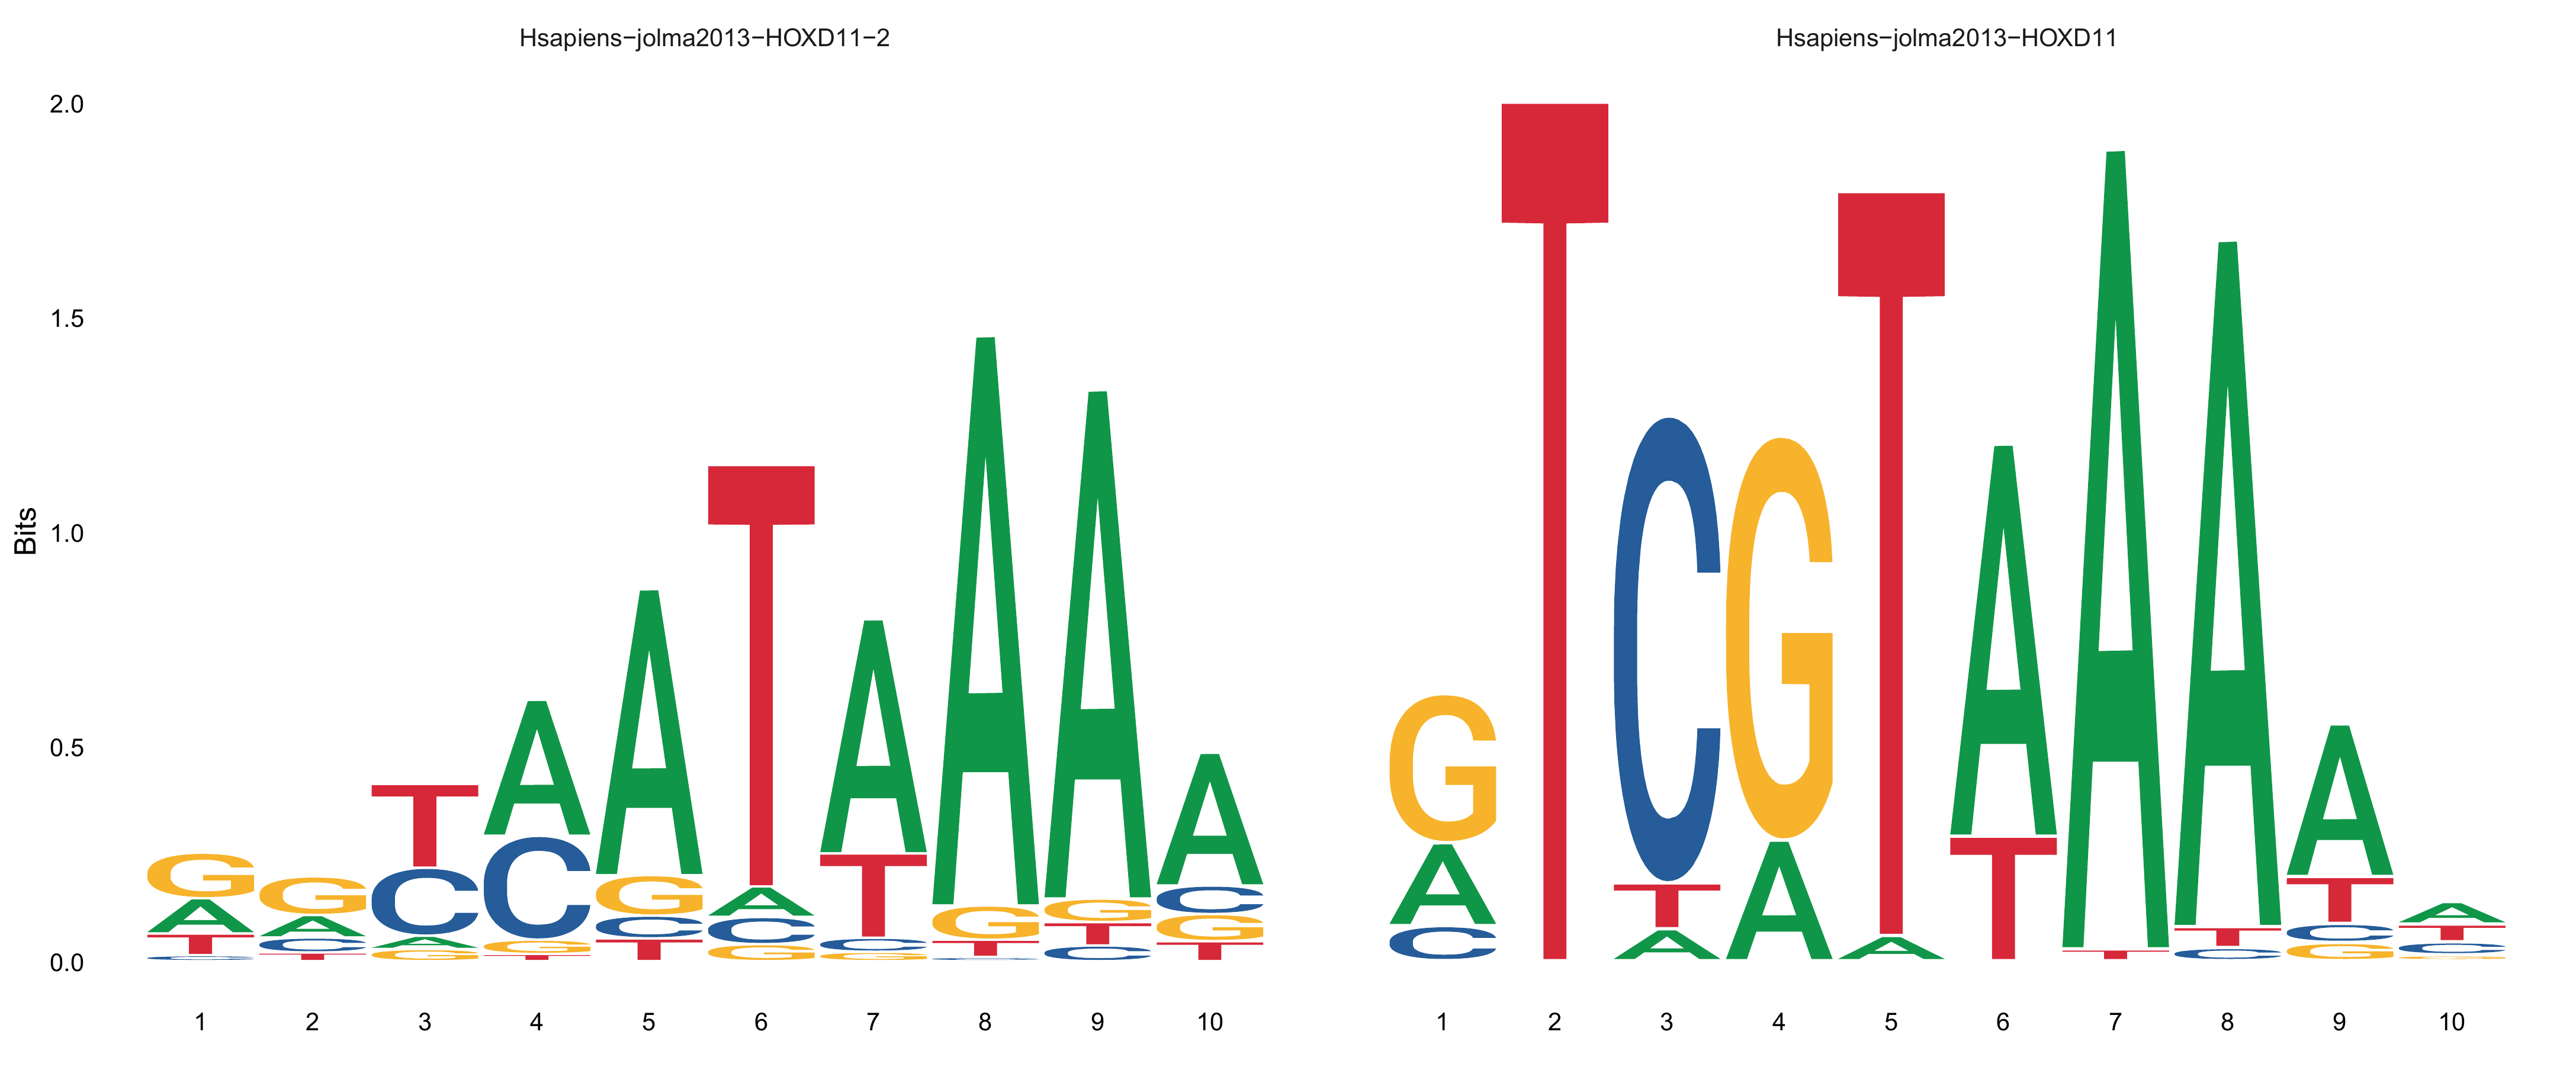 Hsapiens−jolma2013−HOXD11−2
Hsapiens−jolma2013−HOXD11
Bits
2.0
1.5
1.0
0.5
0.0
G G T A A T A A A A
A A C C G A T G G C
T C A G C C C T T G
C T G T T G G C C T
G T C G T A A A A A
A T A A T T T T T
C A C C C
G G
1 2 3 4 5 6 7 8 9 10
1 2 3 4 5 6 7 8 9 10